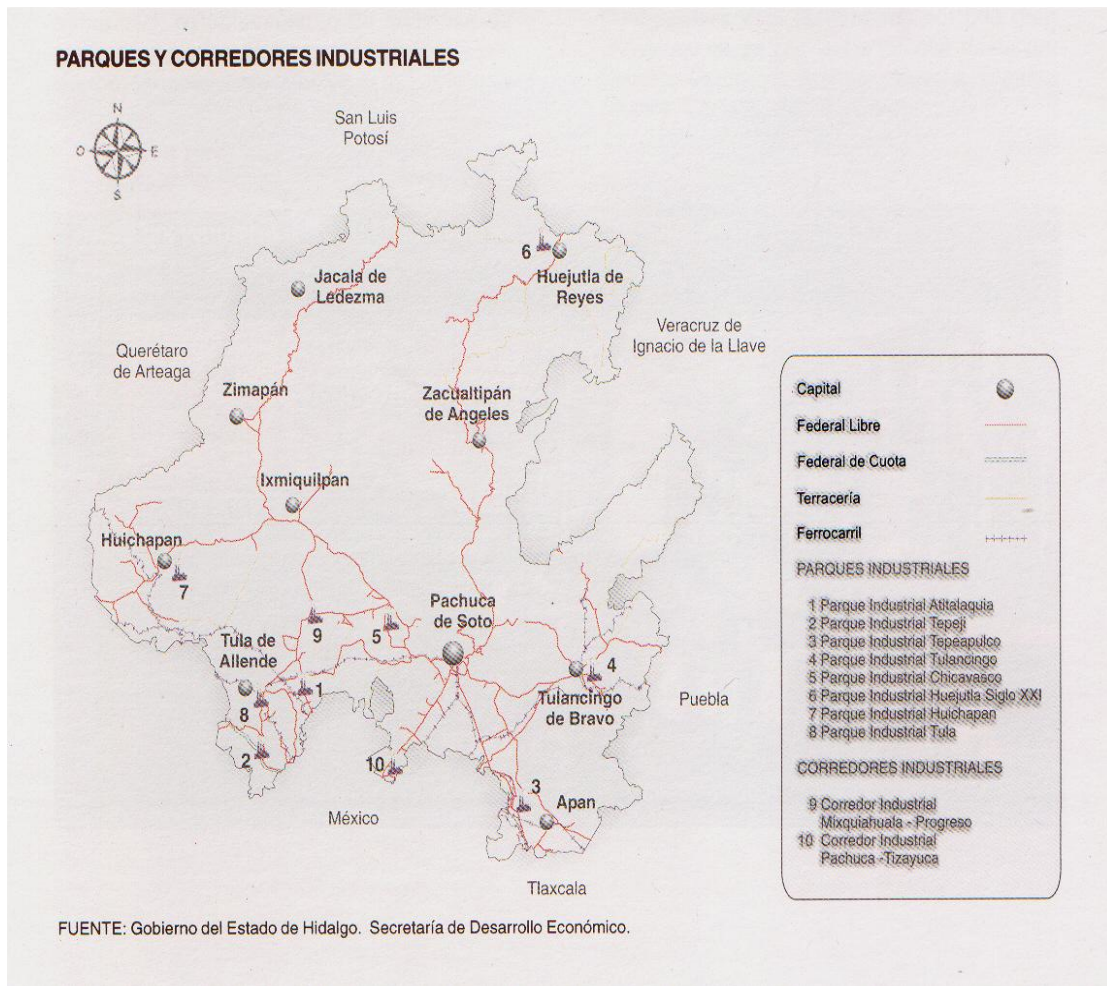 PARQUES Y CORREDORES INDUSTRIALES
N
O
E
S
San Luis
Potosí
6
Huejutla de
Reyes
Jacala de
Ledezma
Veracruz de
Ignacio de la Llave
Querétaro
de Arteaga
Zimapán
Zacualtipán
de Angeles
Ixmiquilpan
Huichapan
7
Pachuca
de Soto
9
5
Tula de
Allende
4
1
Tulancingo
de Bravo
Puebla
8
2
10
3
Apan
México
Tlaxcala
Capital
Federal Libre
Federal de Cuota
Terracería
Ferrocarril
PARQUES INDUSTRIALES
1 Parque Industrial Atitalaquia
2 Parque Industrial Tepeji
3 Parque Industrial Tepeapulco
4 Parque Industrial Tulancingo
5 Parque Industrial Chicavasco
6 Parque Industrial Huejutla Siglo XXI
7 Parque Industrial Huichapan
8 Parque Industrial Tula
CORREDORES INDUSTRIALES
9 Corredor Industrial
Mixquiahuala - Progreso
10 Corredor Industrial
Pachuca -Tizayuca
FUENTE: Gobierno del Estado de Hidalgo. Secretaría de Desarrollo Económico.